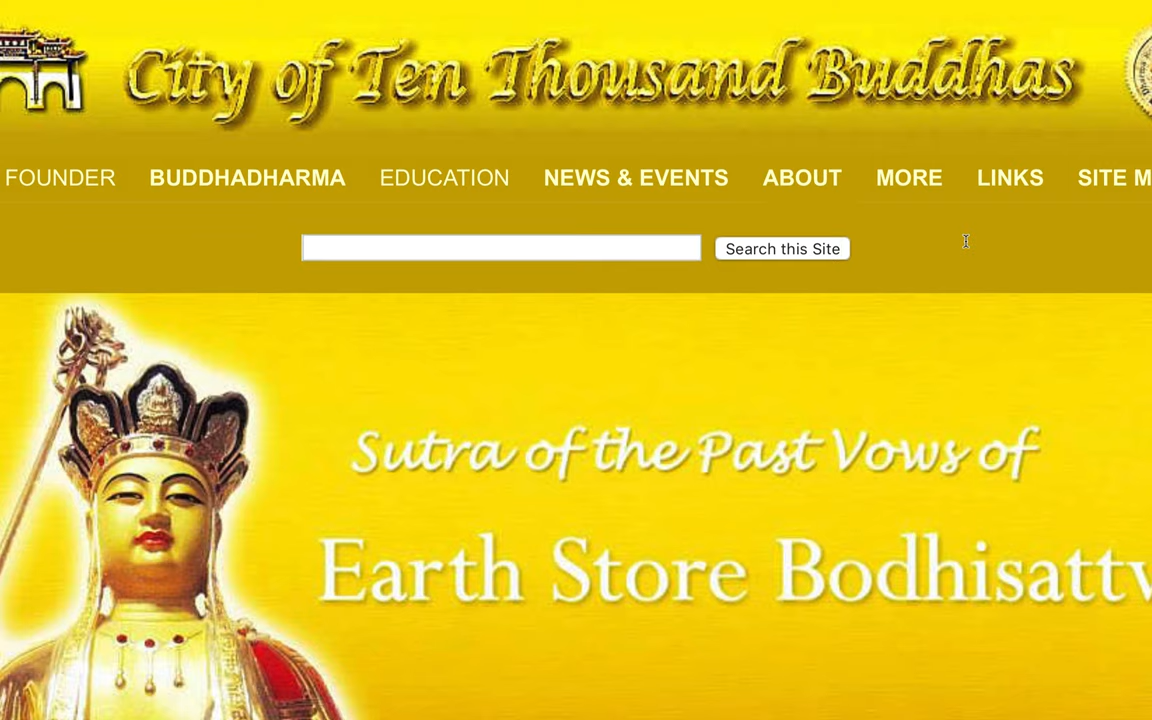 City of Ten Thousand Buddhas
FOUNDER BUDDHADHARMA EDUCATION NEWS & EVENTS ABOUT MORE LINKS SITE M
Search this Site
Sutra of the Past Vows of
Earth Store Bodhisattv